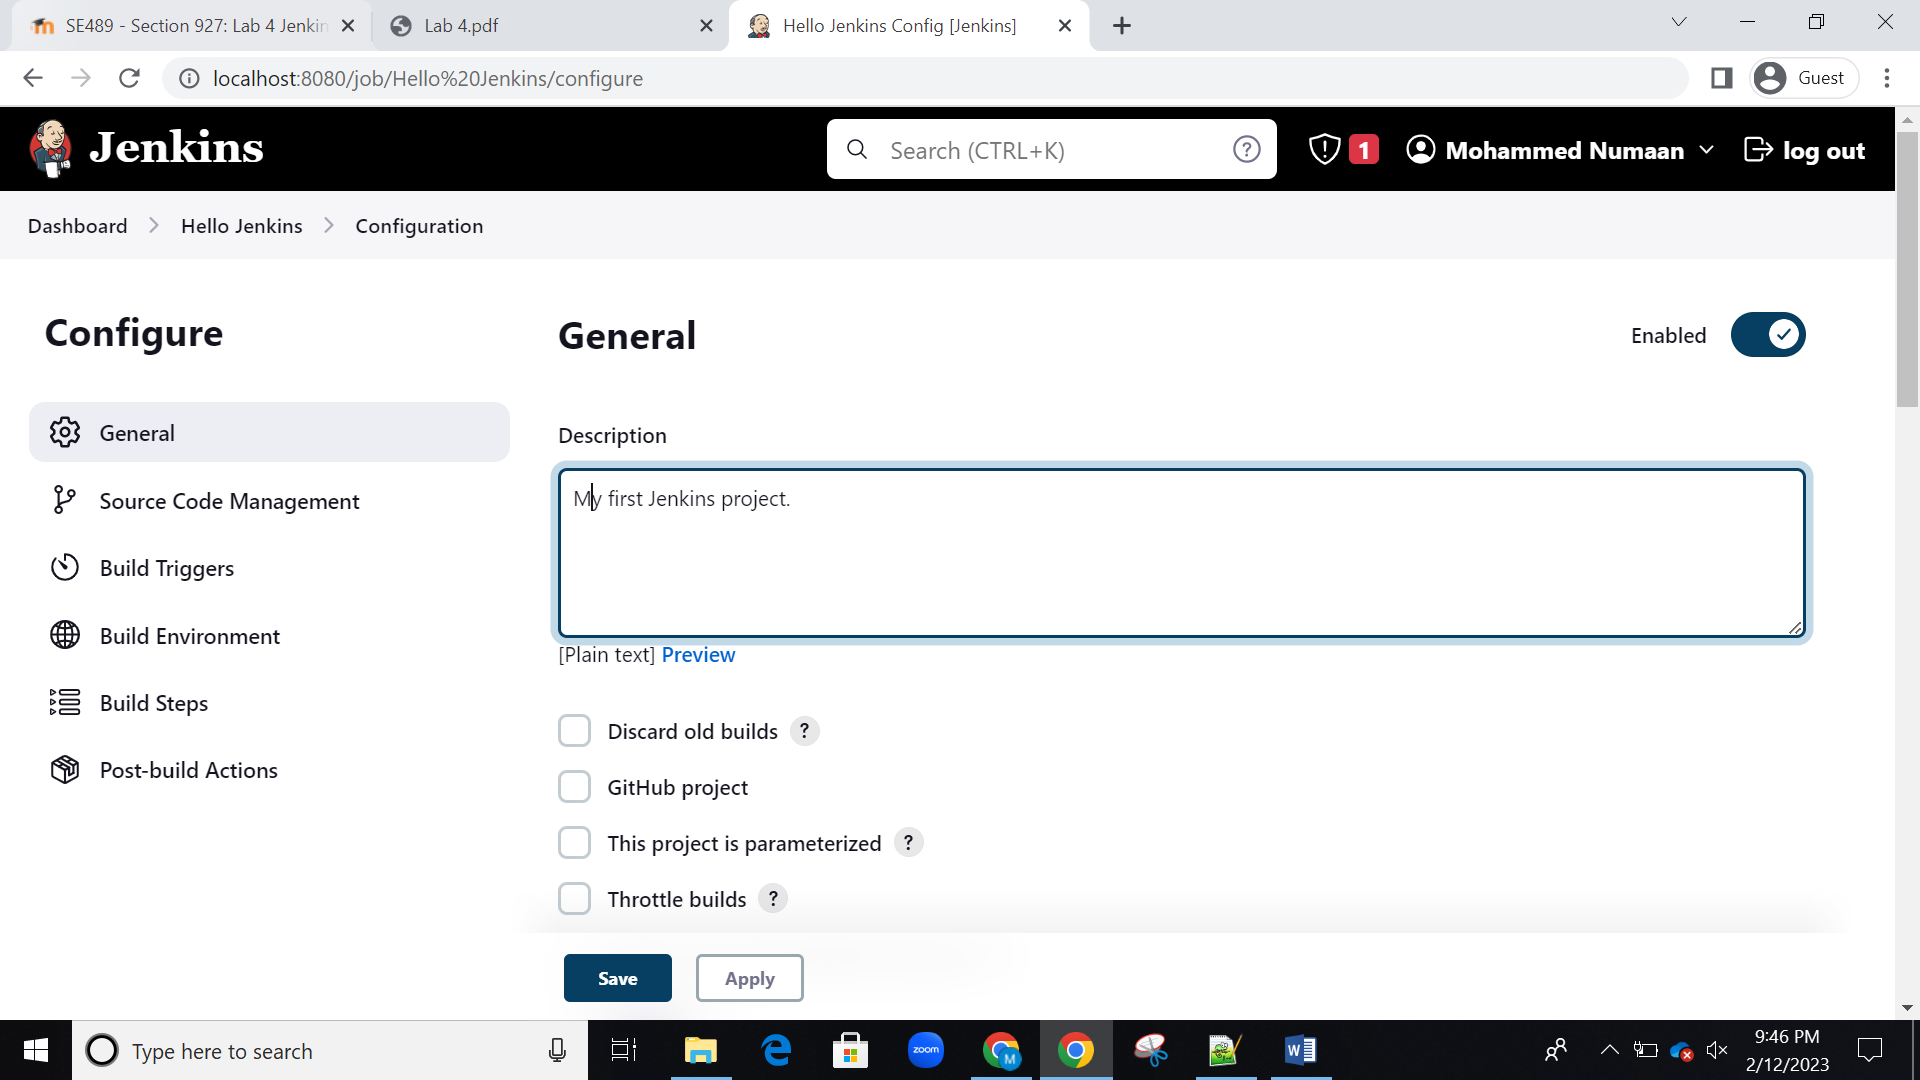 SE489 - Section 927: Lab 4 Jenkin
Lab 4.pdf
Hello Jenkins Config [Jenkins]
localhost:8080/job/Hello%20Jenkins/configure
Guest
Jenkins
Search (CTRL+K)
?
1
Mohammed Numaan
log out
Dashboard
Hello Jenkins
Configuration
Configure
General
Source Code Management
Build Triggers
Build Environment
Build Steps
Post-build Actions
General
Enabled
Description
My first Jenkins project.
[Plain text] Preview
Discard old builds ?
GitHub project
This project is parameterized ?
Throttle builds ?
Save
Apply
Type here to search
zoom
M
W
9:46 PM
2/12/2023